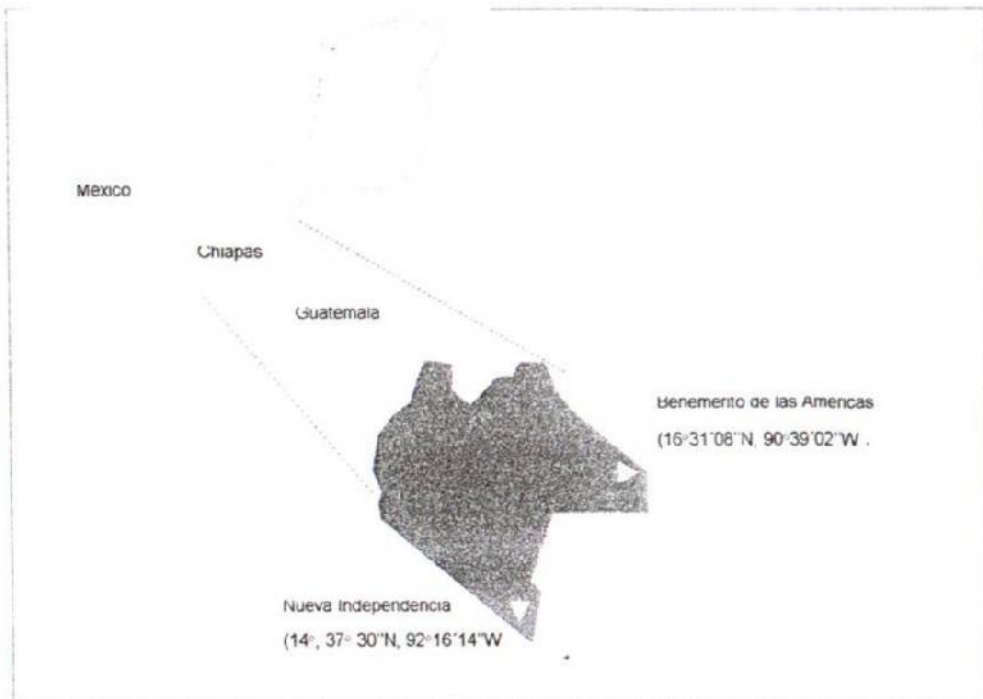 Mexico
Chiapas
Guatemala
Benemerito de las Americas
(16°31'08"N, 90°39'02"W .
Nueva Independencia
(14°, 37° 30"N, 92°16'14"W